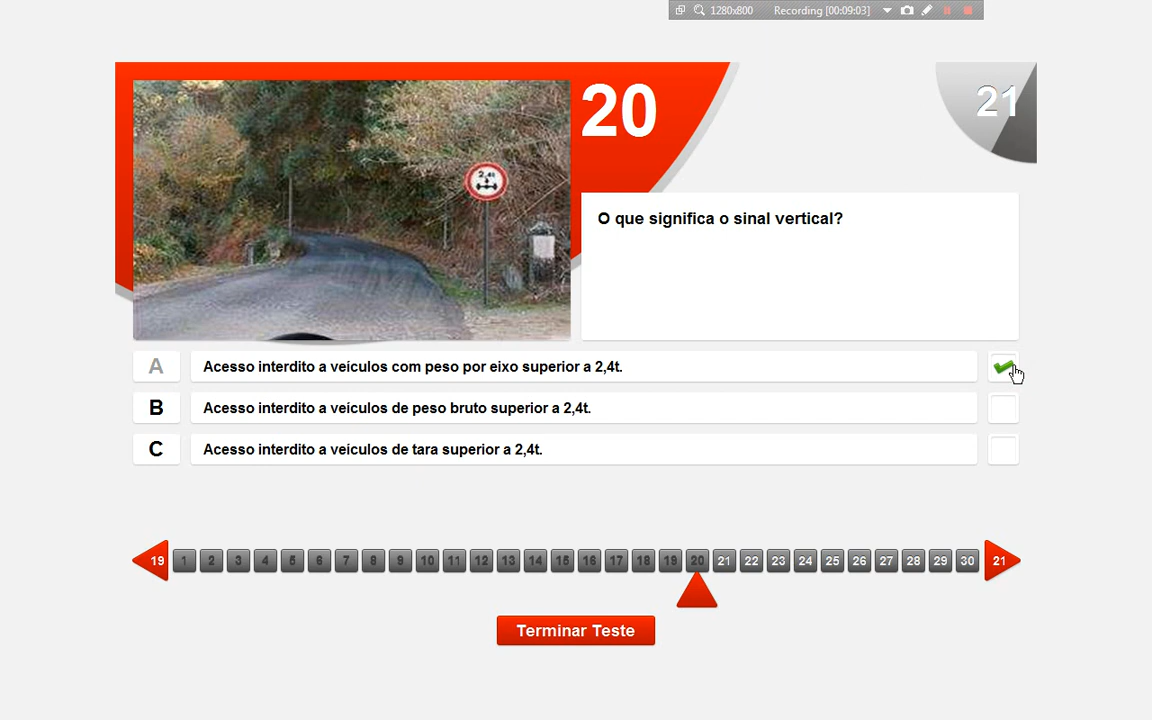 1280x800 Recording [00:09:03]
20
21
2,4t
O que significa o sinal vertical?
A Acesso interdito a veículos com peso por eixo superior a 2,4t.
B Acesso interdito a veículos de peso bruto superior a 2,4t.
C Acesso interdito a veículos de tara superior a 2,4t.
19 1 2 3 4 5 6 7 8 9 10 11 12 13 14 15 16 17 18 19 20 21 22 23 24 25 26 27 28 29 30 21
Terminar Teste